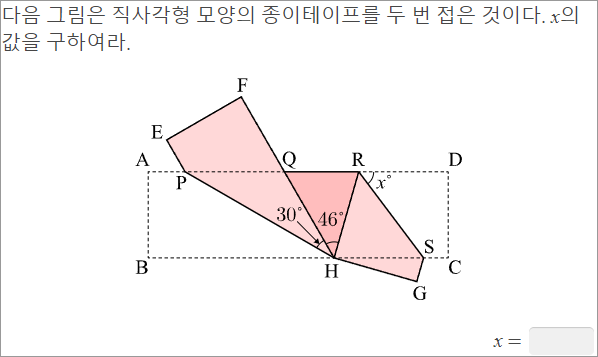 다음 그림은 직사각형 모양의 종이테이프를 두 번 접은 것이다. x의
값을 구하여라.
F
E
A Q R D
P x°
30° 46°
S
B H C
G
x =